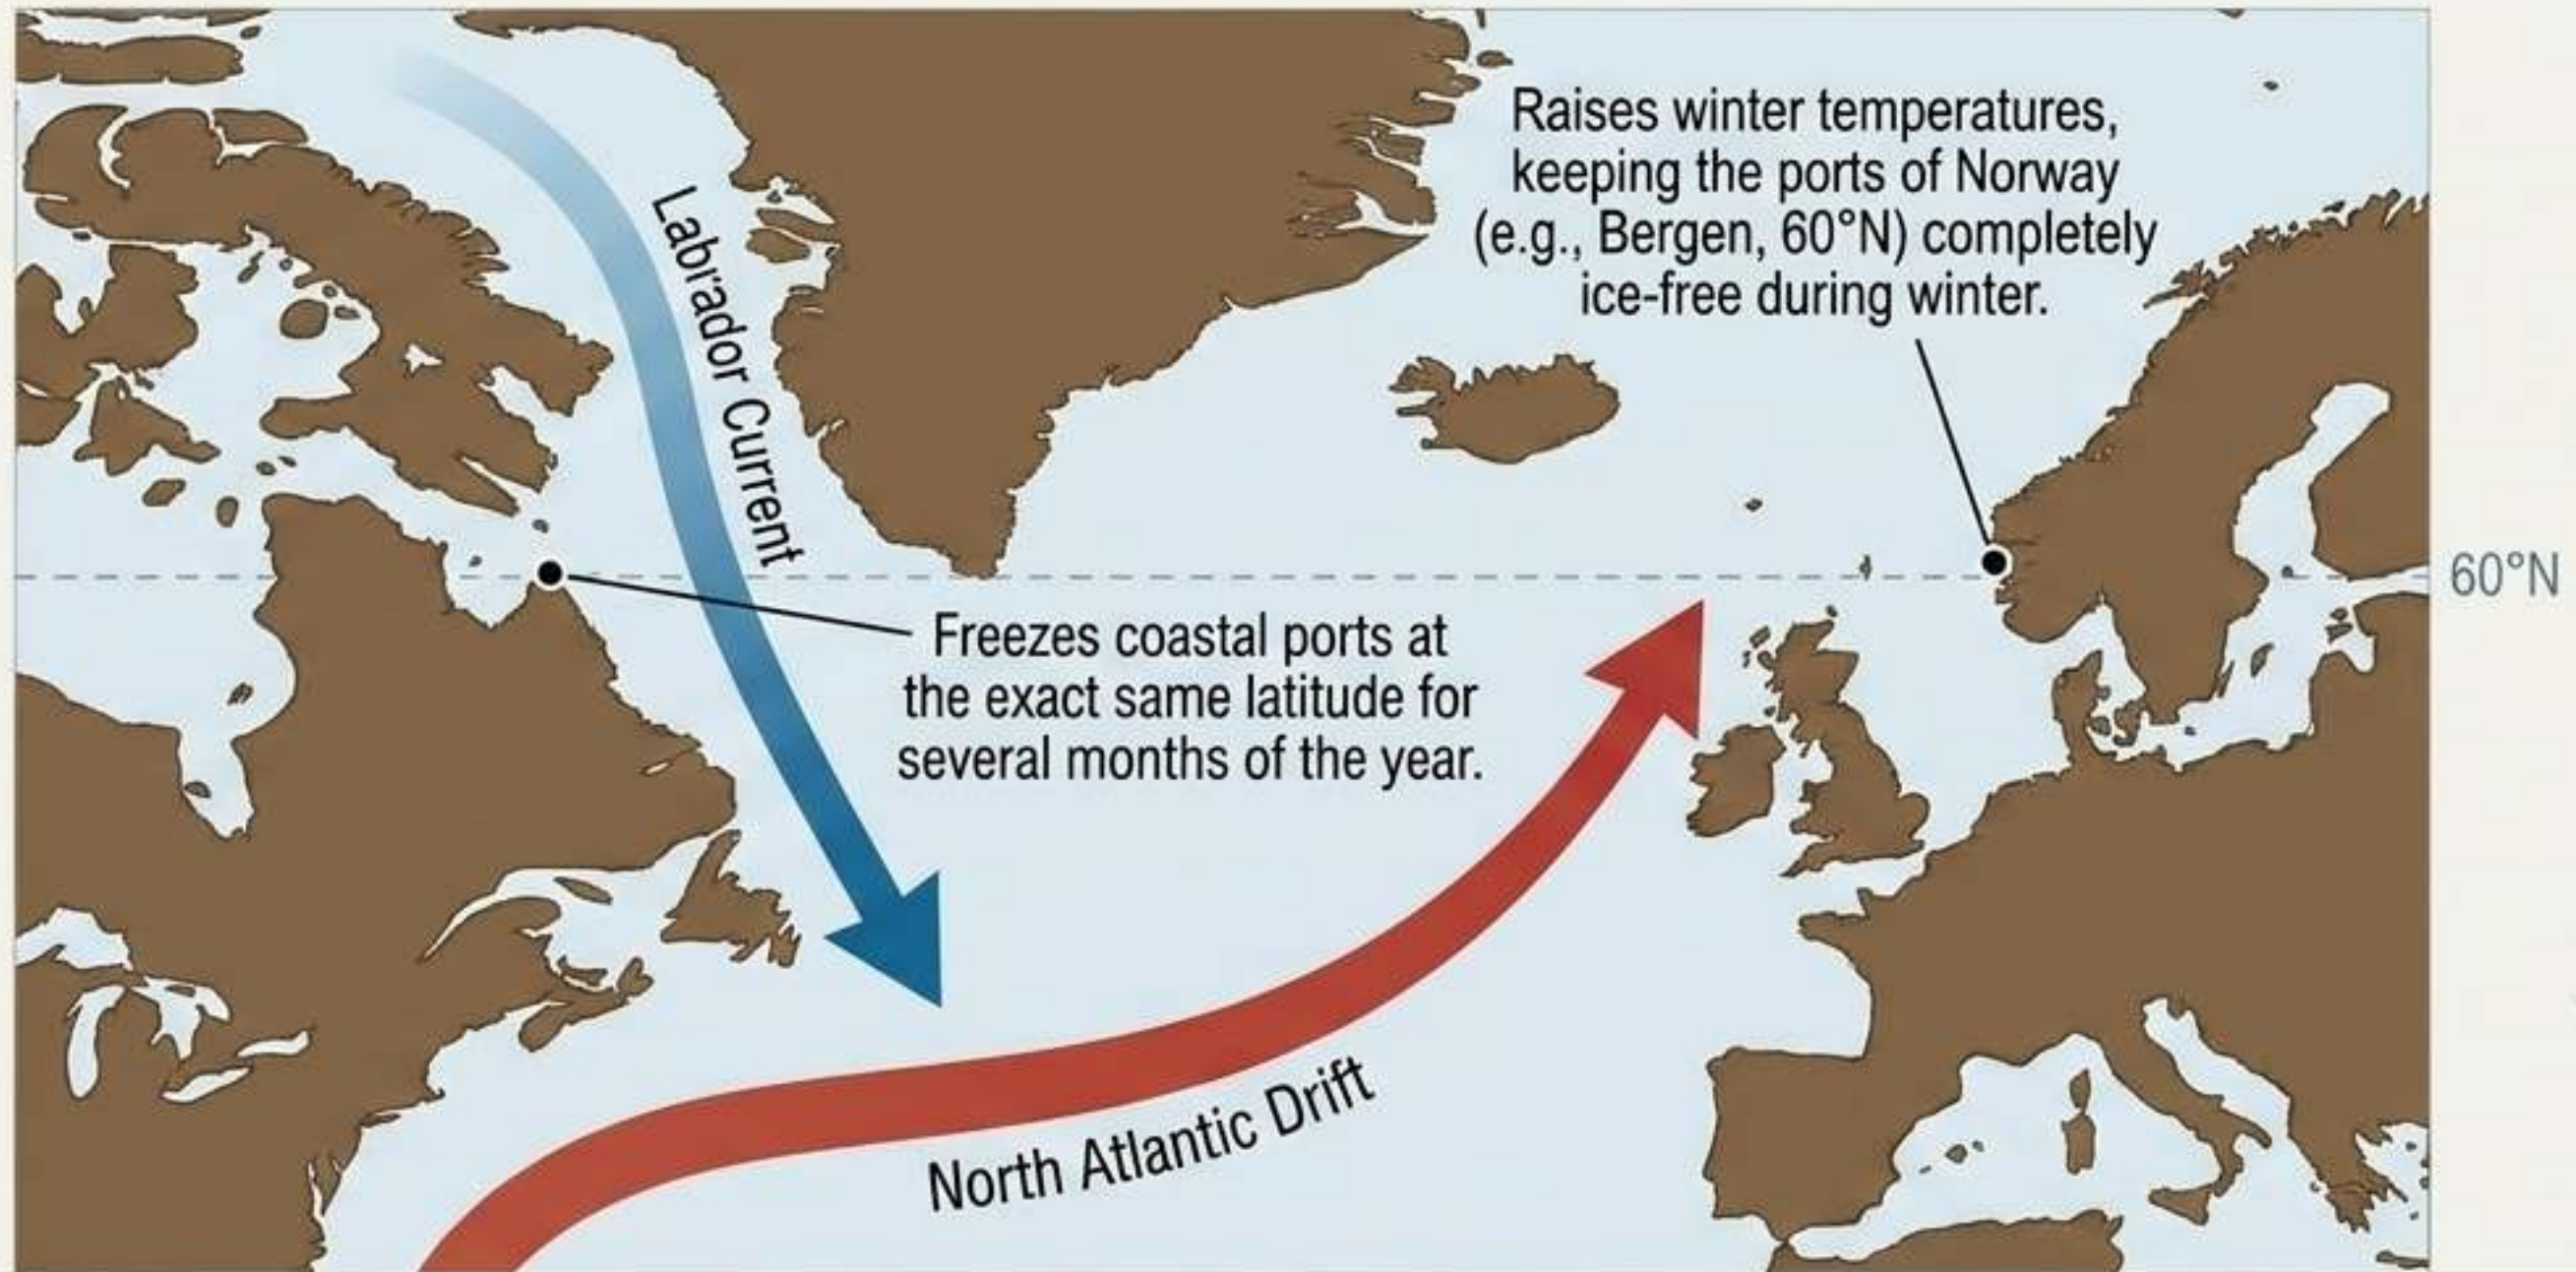 Raises winter temperatures,
keeping the ports of Norway
(e.g., Bergen, 60°N) completely
ice-free during winter.
Labrador Current
60°N
Freezes coastal ports at
the exact same latitude for
several months of the year.
North Atlantic Drift